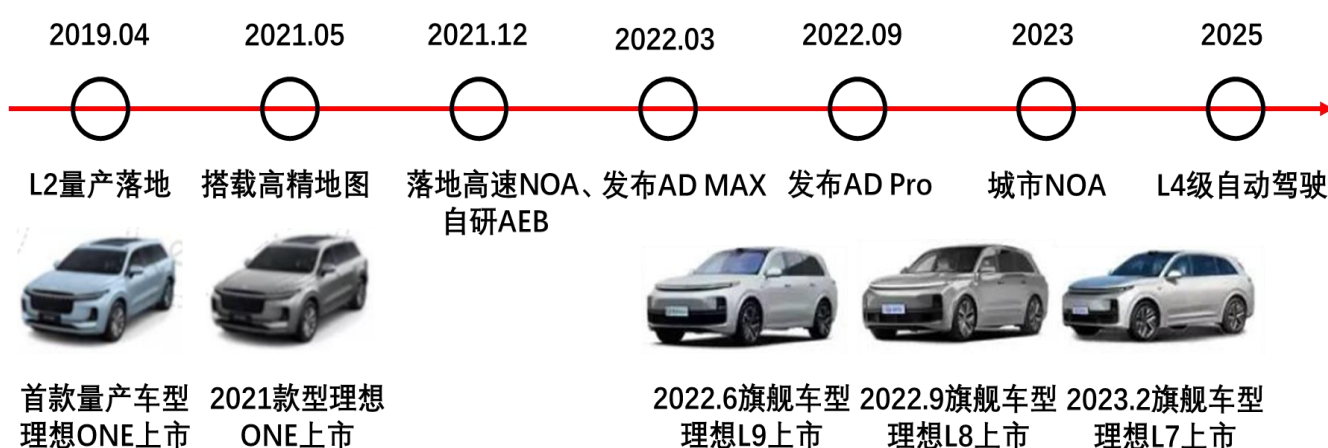 2019.04
2021.05
2021.12
2022.03
2022.09
2023
2025
L2量产落地
搭载高精地图
落地高速NOA、
自研AEB
发布AD MAX
发布AD Pro
城市NOA
L4级自动驾驶
首款量产车型
理想ONE上市
2021款型理想
ONE上市
2022.6旗舰车型
理想L9上市
2022.9旗舰车型
理想L8上市
2023.2旗舰车型
理想L7上市